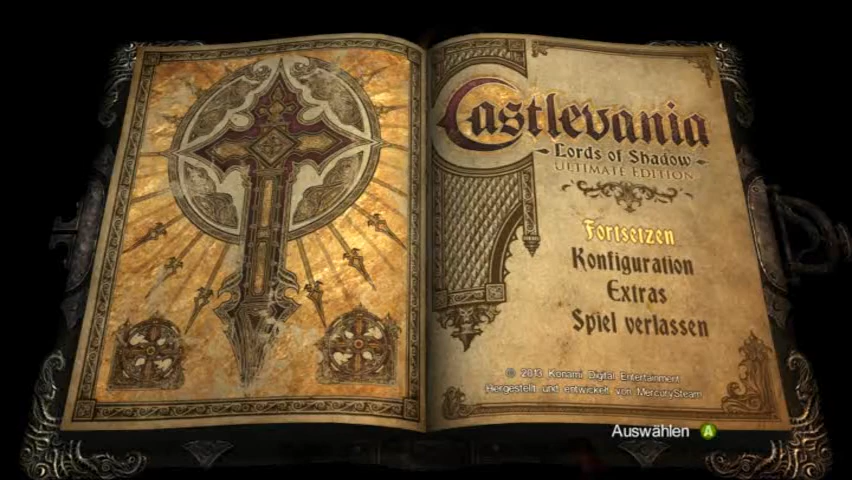 Castlevania
Lords of Shadow
ULTIMATE EDITION
Fortsetzen
Konfiguration
Extras
Spiel verlassen
© 2013 Konami Digital Entertainment
Hergestellt und entwickelt von MercurySteam
Auswählen A